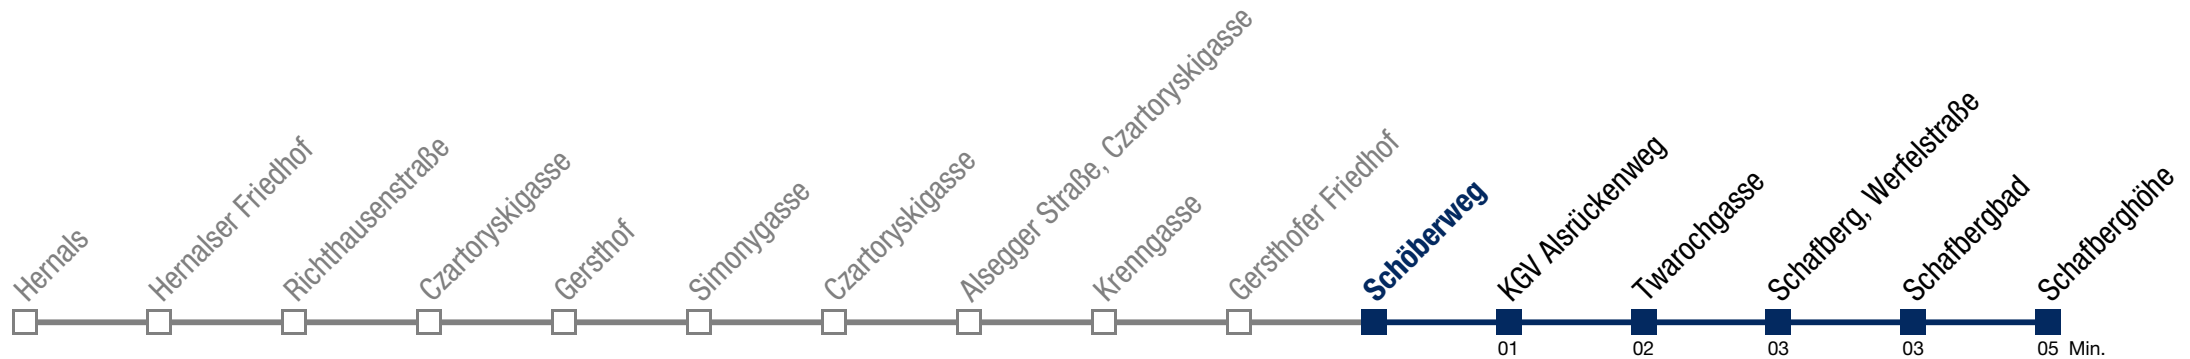 Hernals
Hernalser Friedhof
Richthausenstraße
Czartoryskigasse
Gersthof
Simonygasse
Czartoryskigasse
Alsegger Straße, Czartoryskigasse
Krenngasse
Gersthofer Friedhof
Schöberweg
KGV Alsrückenweg
Twarochgasse
Schafberg, Werfelstraße
Schafbergbad
Schafberghöhe
01 02 03 03 05 Min.